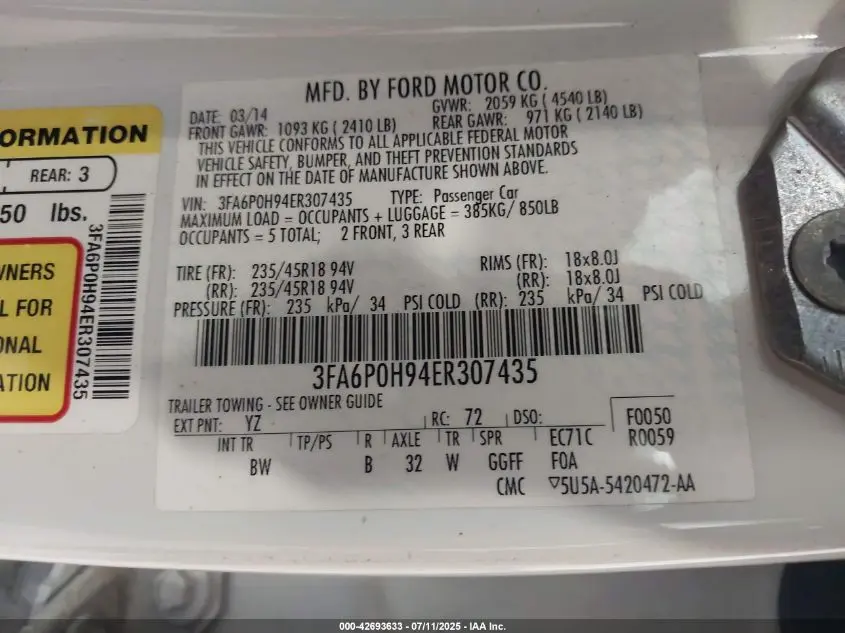 MFD. BY FORD MOTOR CO.
DATE: 03/14 GVWR: 2059 KG ( 4540 LB)
FRONT GAWR: 1093 KG ( 2410 LB) REAR GAWR: 971 KG ( 2140 LB)
THIS VEHICLE CONFORMS TO ALL APPLICABLE FEDERAL MOTOR
VEHICLE SAFETY, BUMPER, AND THEFT PREVENTION STANDARDS
IN EFFECT ON THE DATE OF MANUFACTURE SHOWN ABOVE.
VIN: 3FA6P0H94ER307435 TYPE: Passenger Car
MAXIMUM LOAD = OCCUPANTS + LUGGAGE = 385KG/ 850LB
OCCUPANTS = 5 TOTAL; 2 FRONT, 3 REAR
TIRE (FR): 235/45R18 94V RIMS (FR): 18x8.0J
(RR): 235/45R18 94V (RR): 18x8.0J
PRESSURE (FR): 235 kPa/ 34 PSI COLD (RR): 235 kPa/ 34 PSI COLD
3FA6P0H94ER307435
TRAILER TOWING - SEE OWNER GUIDE
EXT PNT: YZ RC: 72 DSO: F0050
INT TR TP/PS R AXLE TR SPR EC71C R0059
BW B 32 W GGFF F0A
CMC ▽5U5A-5420472-AA
ORMATION
REAR: 3
50 lbs.
WNERS
L FOR
ONAL
ATION
3FA6P0H94ER307435
000-42693633 - 07/11/2025 - IAA Inc.